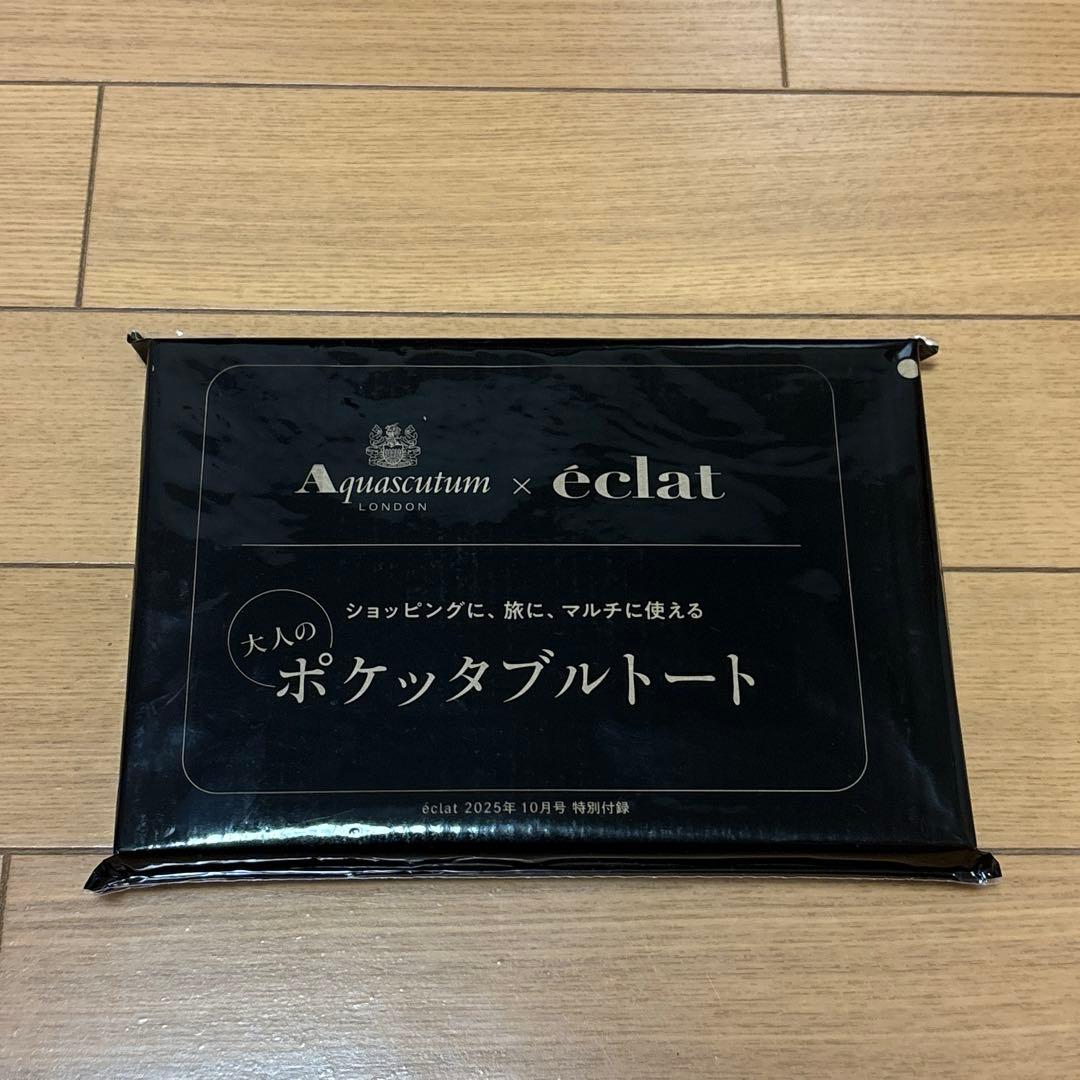 Aquascutum × éclat
LONDON
ショッピングに、旅に、マルチに使える
大人の
ポケッタブルトート
éclat 2025年 10月号 特別付録